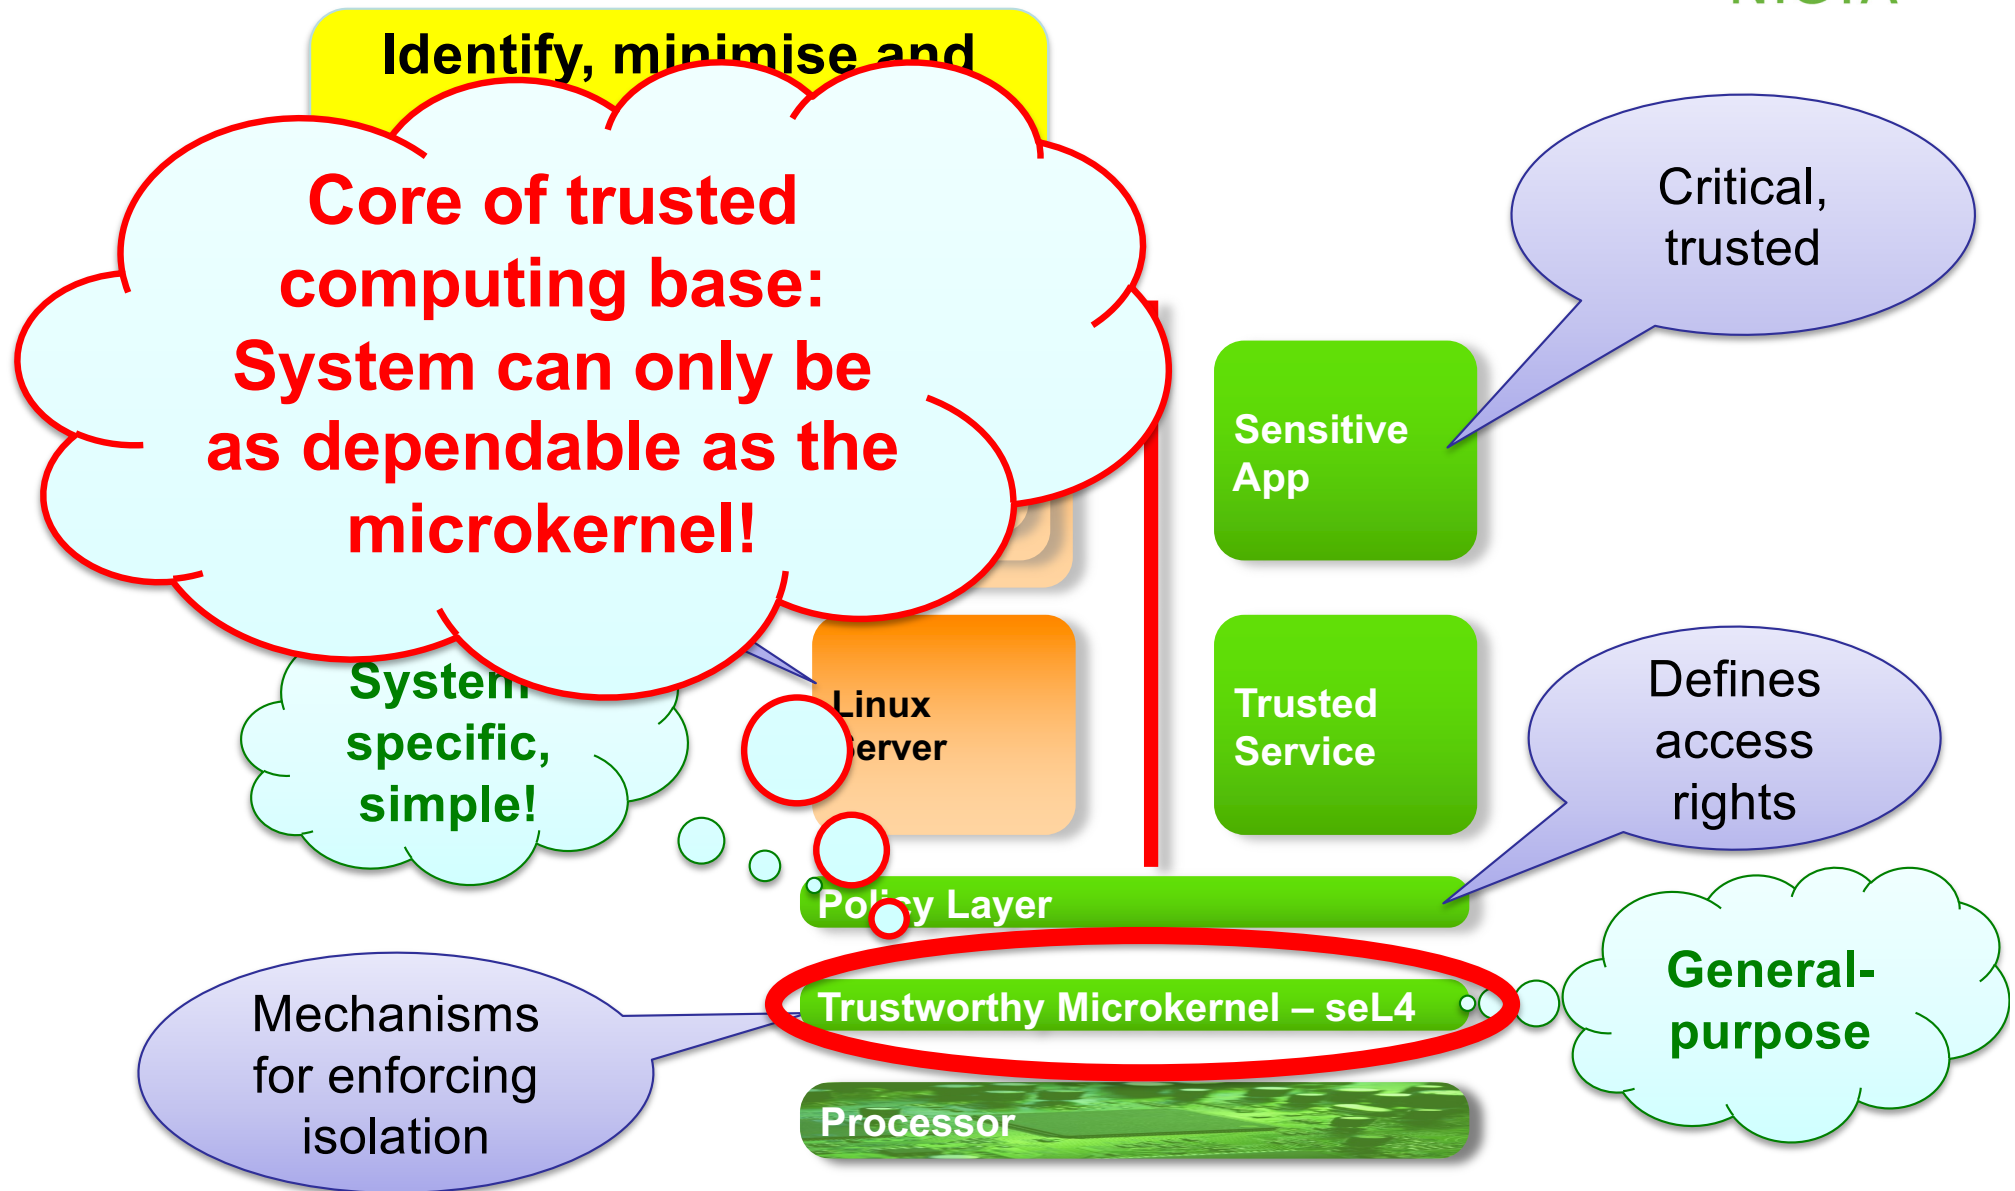 Identify, minimise and
Core of trusted
computing base:
System can only be
as dependable as the
microkernel!
Critical,
trusted
Sensitive
App
System
specific,
simple!
Linux
Server
Trusted
Service
Defines
access
rights
Policy Layer
Mechanisms
for enforcing
isolation
Trustworthy Microkernel – seL4
General-
purpose
Processor